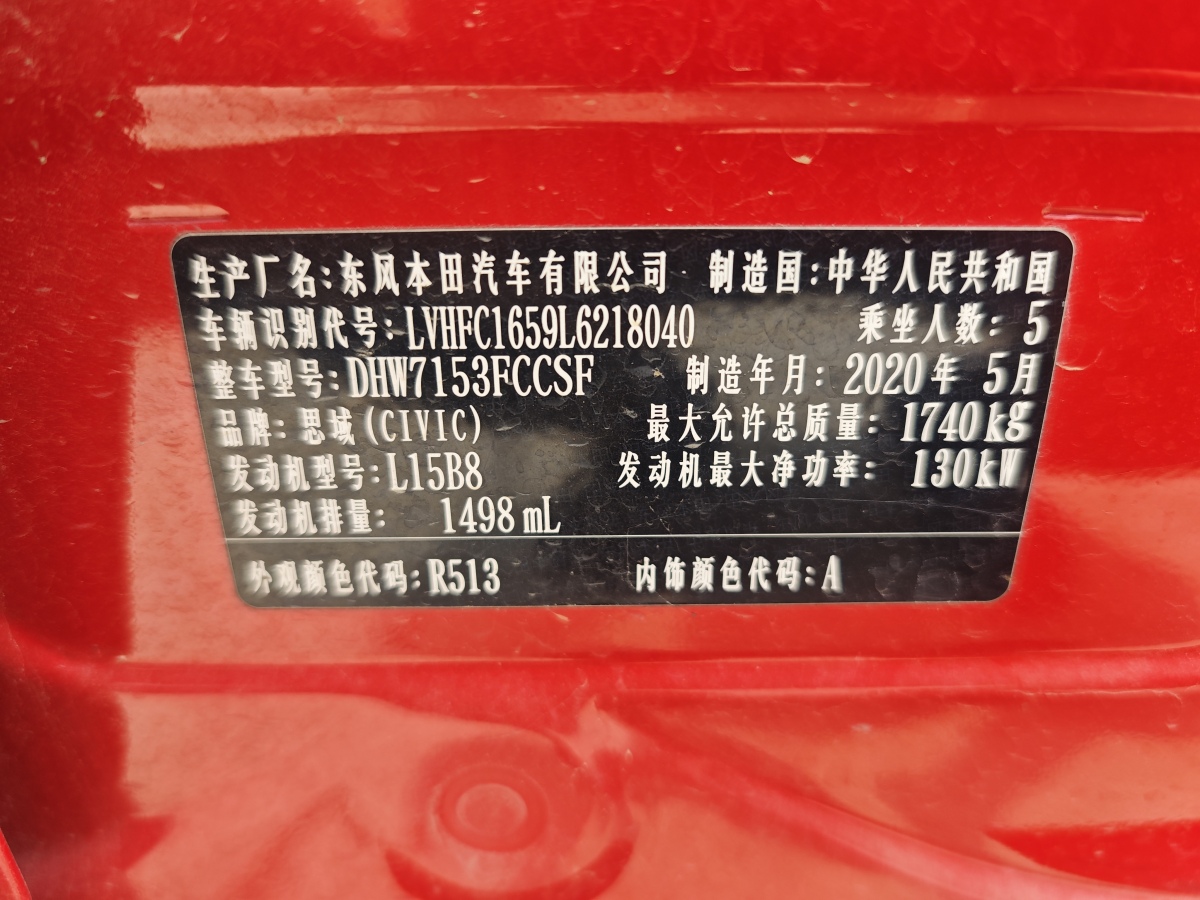 生产厂名:东风本田汽车有限公司 制造国:中华人民共和国
车辆识别代号:LVHFC1659L6218040 乘坐人数:5
整车型号:DHW7153FCCSF 制造年月:2020年 5月
品牌:思域(CIVIC) 最大允许总质量:1740kg
发动机型号:L15B8 发动机最大净功率:130kW
发动机排量: 1498mL
外观颜色代码:R513 内饰颜色代码:A